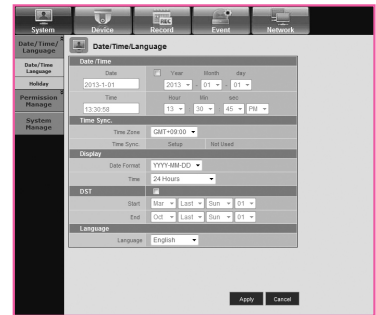 System Device Record Event Network
Date/Time/
Language
Date/Time
Language
Holiday
Permission
Manage
System
Manage
Date/Time/Language
Date /Time
Date Year Month day
2013-1-01 2013 - 01 - 01
Time Hour Min sec.
13:30:58 13 : 30 : 45 PM
Time Sync.
Time Zone GMT+09:00
Time Sync. Setup Not Used
Display
Date Format YYYY-MM-DD
Time 24 Hours
DST
Start Mar Last Sun 01
End Oct Last Sun 01
Language
Language English
Apply Cancel